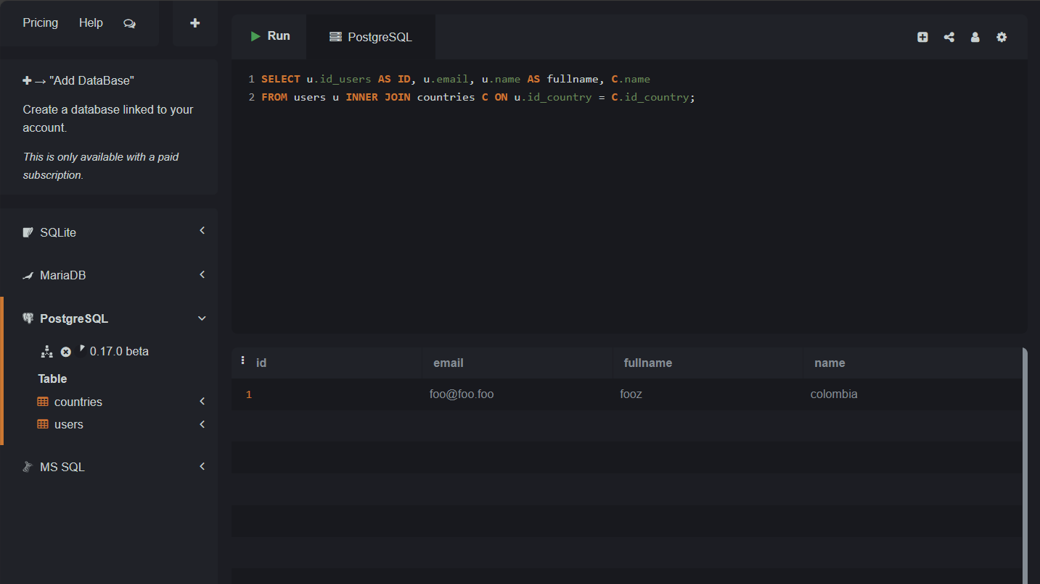 Pricing Help
Run
PostgreSQL
→ "Add DataBase"
Create a database linked to your
account.
This is only available with a paid
subscription.
SQLite
MariaDB
PostgreSQL
0.17.0 beta
Table
countries
users
MS SQL
1 SELECT u.id_users AS ID, u.email, u.name AS fullname, C.name
2 FROM users u INNER JOIN countries C ON u.id_country = C.id_country;
id email fullname name
1 foo@foo.foo fooz colombia